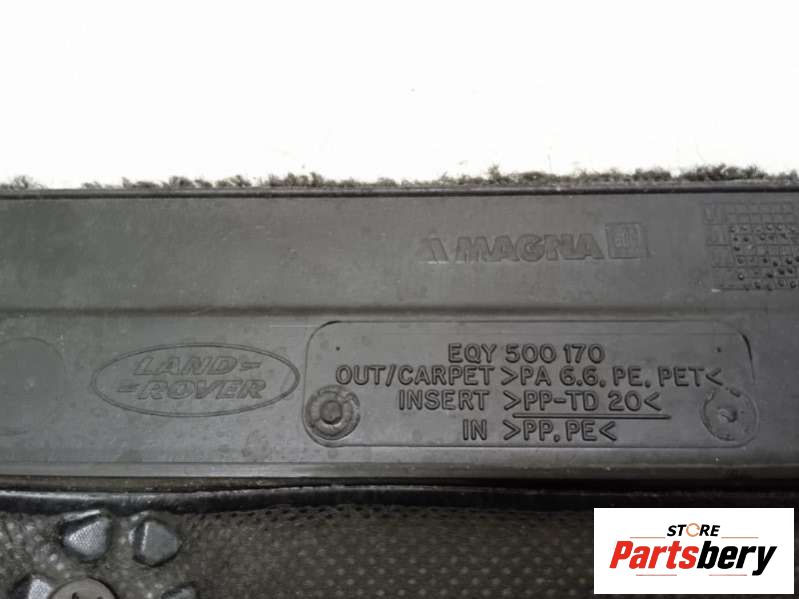 MAGNA
LAND-
-ROVER
EQY 500 170
OUT/CARPET >PA 6.6, PE, PET<
INSERT >PP-TD 20<
IN >PP, PE<
STORE
Partsbery